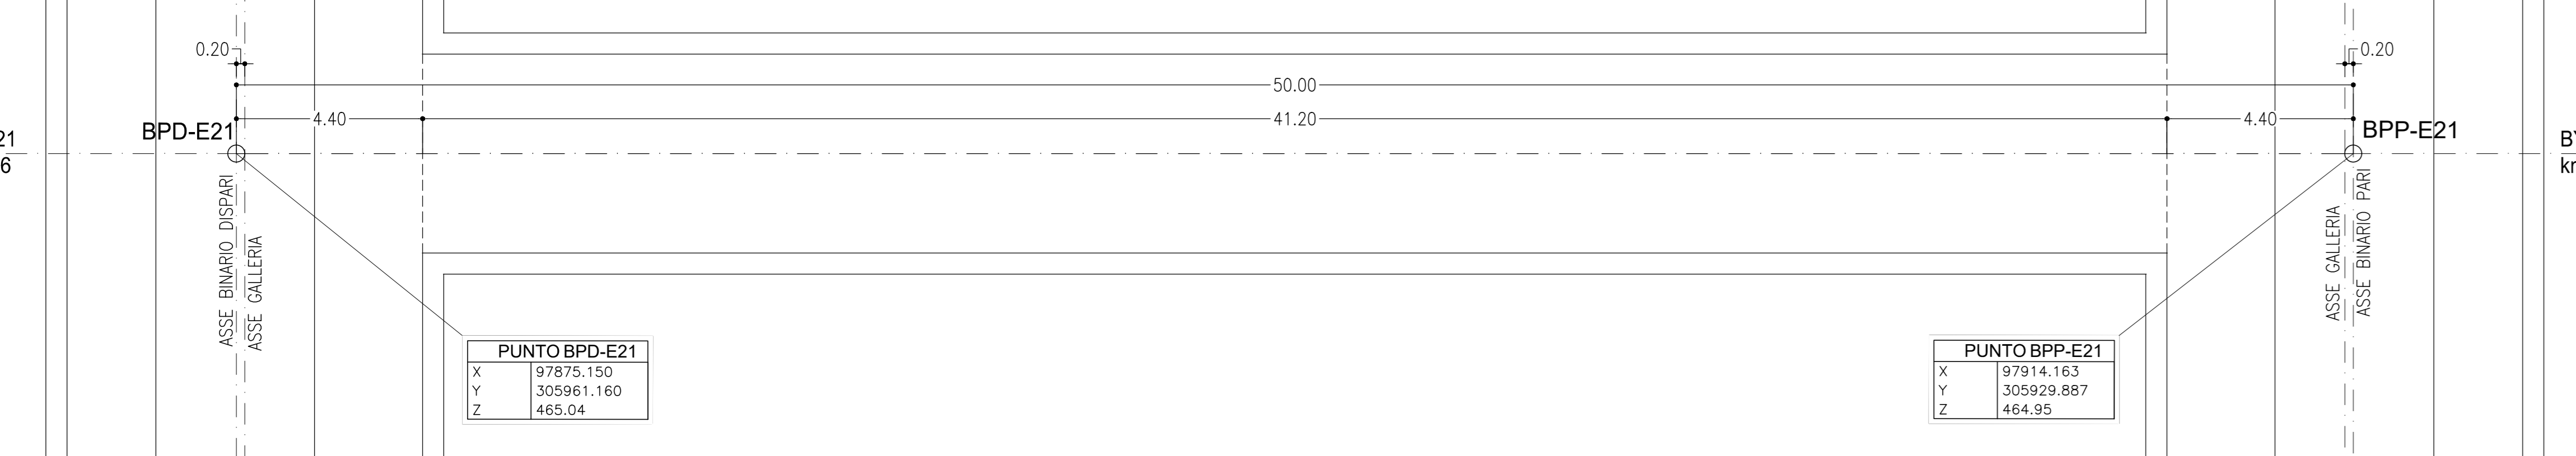 0.20
0.20
50.00
4.40
41.20
4.40
BPD-E21
BPP-E21
21
6
ASSE BINARIO DISPARI
ASSE GALLERIA
ASSE GALLERIA
ASSE BINARIO PARI
PUNTO BPD-E21
X 97875.150
Y 305961.160
Z 465.04
PUNTO BPP-E21
X 97914.163
Y 305929.887
Z 464.95